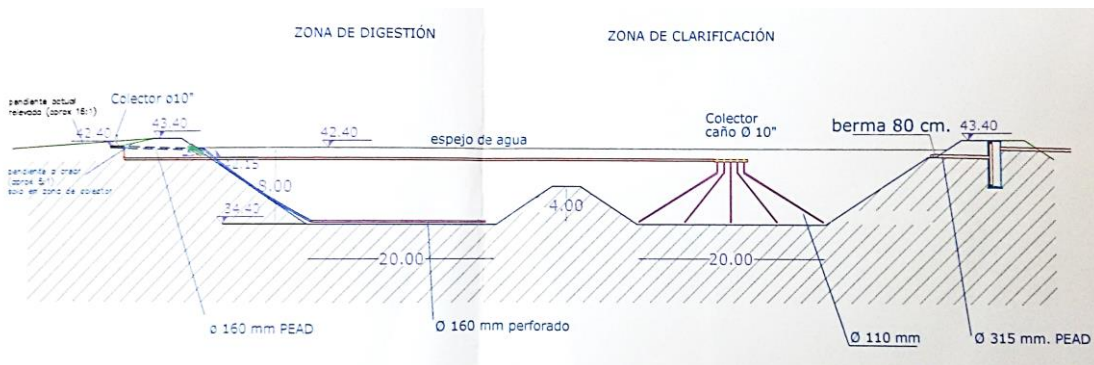 ZONA DE DIGESTIÓN
ZONA DE CLARIFICACIÓN
pendiente actual
relevada (aprox 16:1)
Colector ø10"
42.40
43.40
42.40
espejo de agua
Colector
caño Ø 10"
berma 80 cm.
43.40
pendiente a crear
(aprox 5:1)
solo en zona de colector
9.00
34.40
4.00
20.00
20.00
ø 160 mm PEAD
Ø 160 mm perforado
Ø 110 mm
Ø 315 mm. PEAD